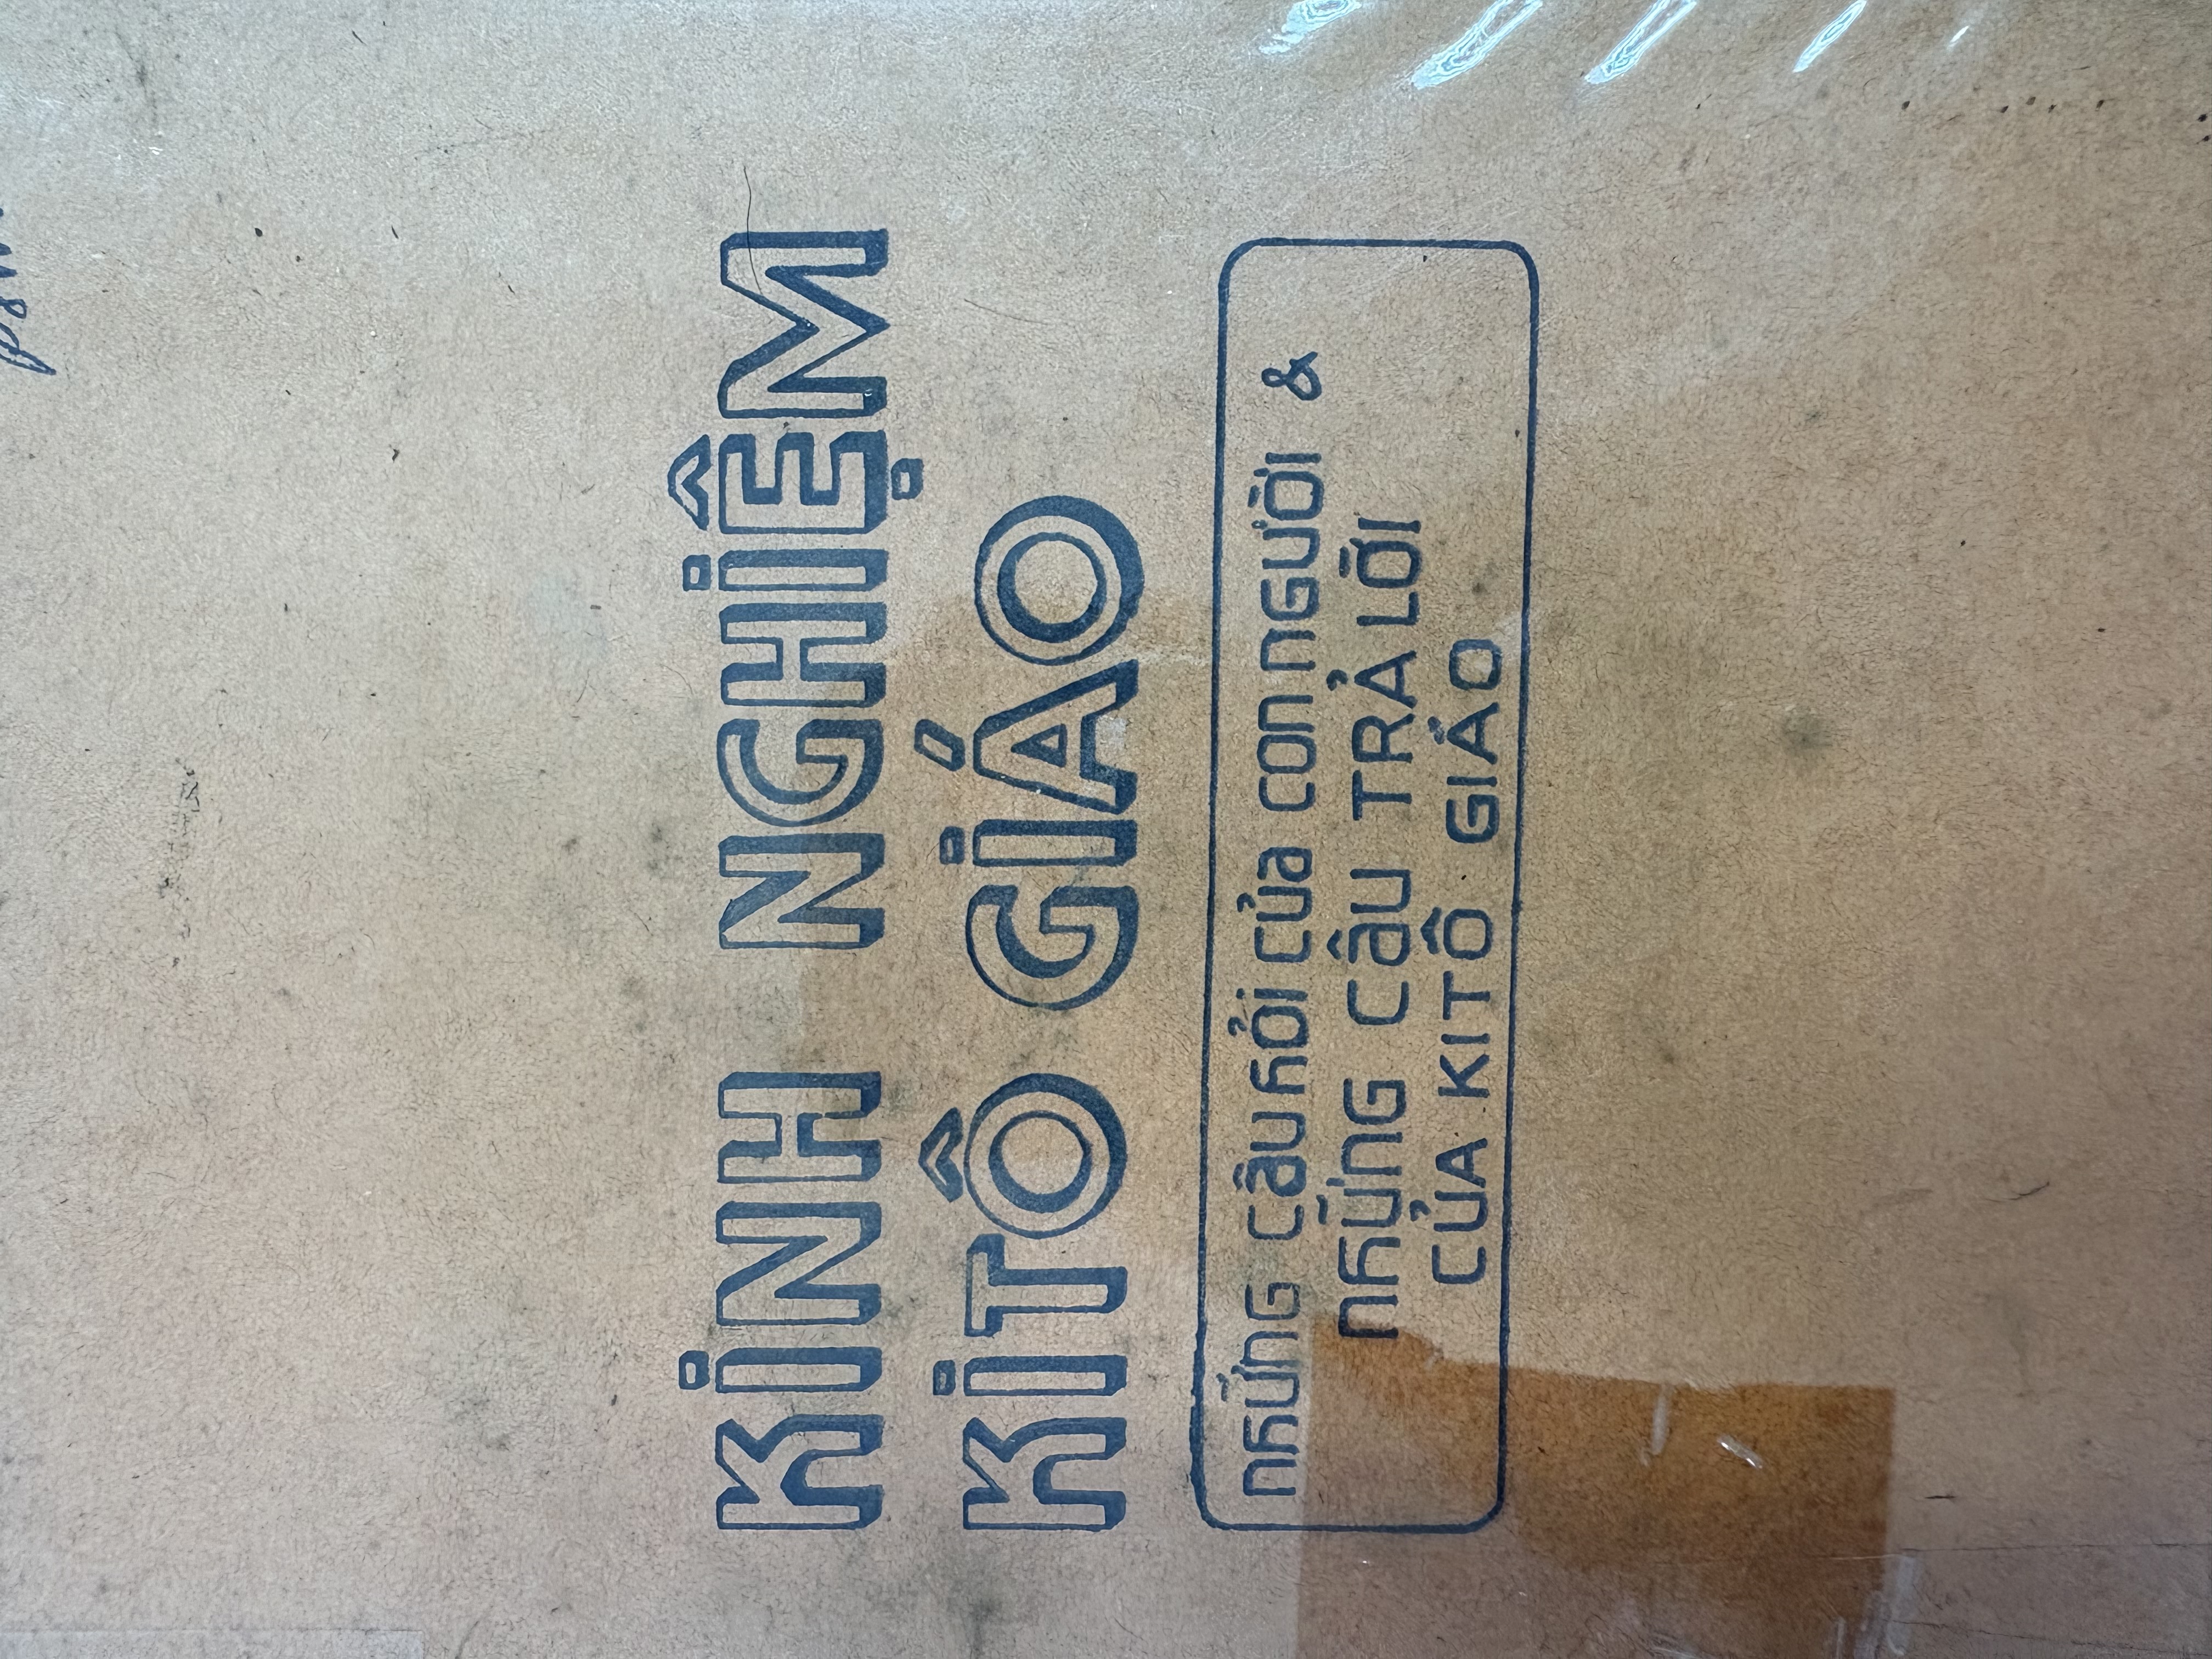 KINH NGHIỆM
KITÔ GIÁO
NHỮNG CÂU HỎI CỦA CON NGƯỜI &
NHỮNG CÂU TRẢ LỜI
CỦA KITÔ GIÁO